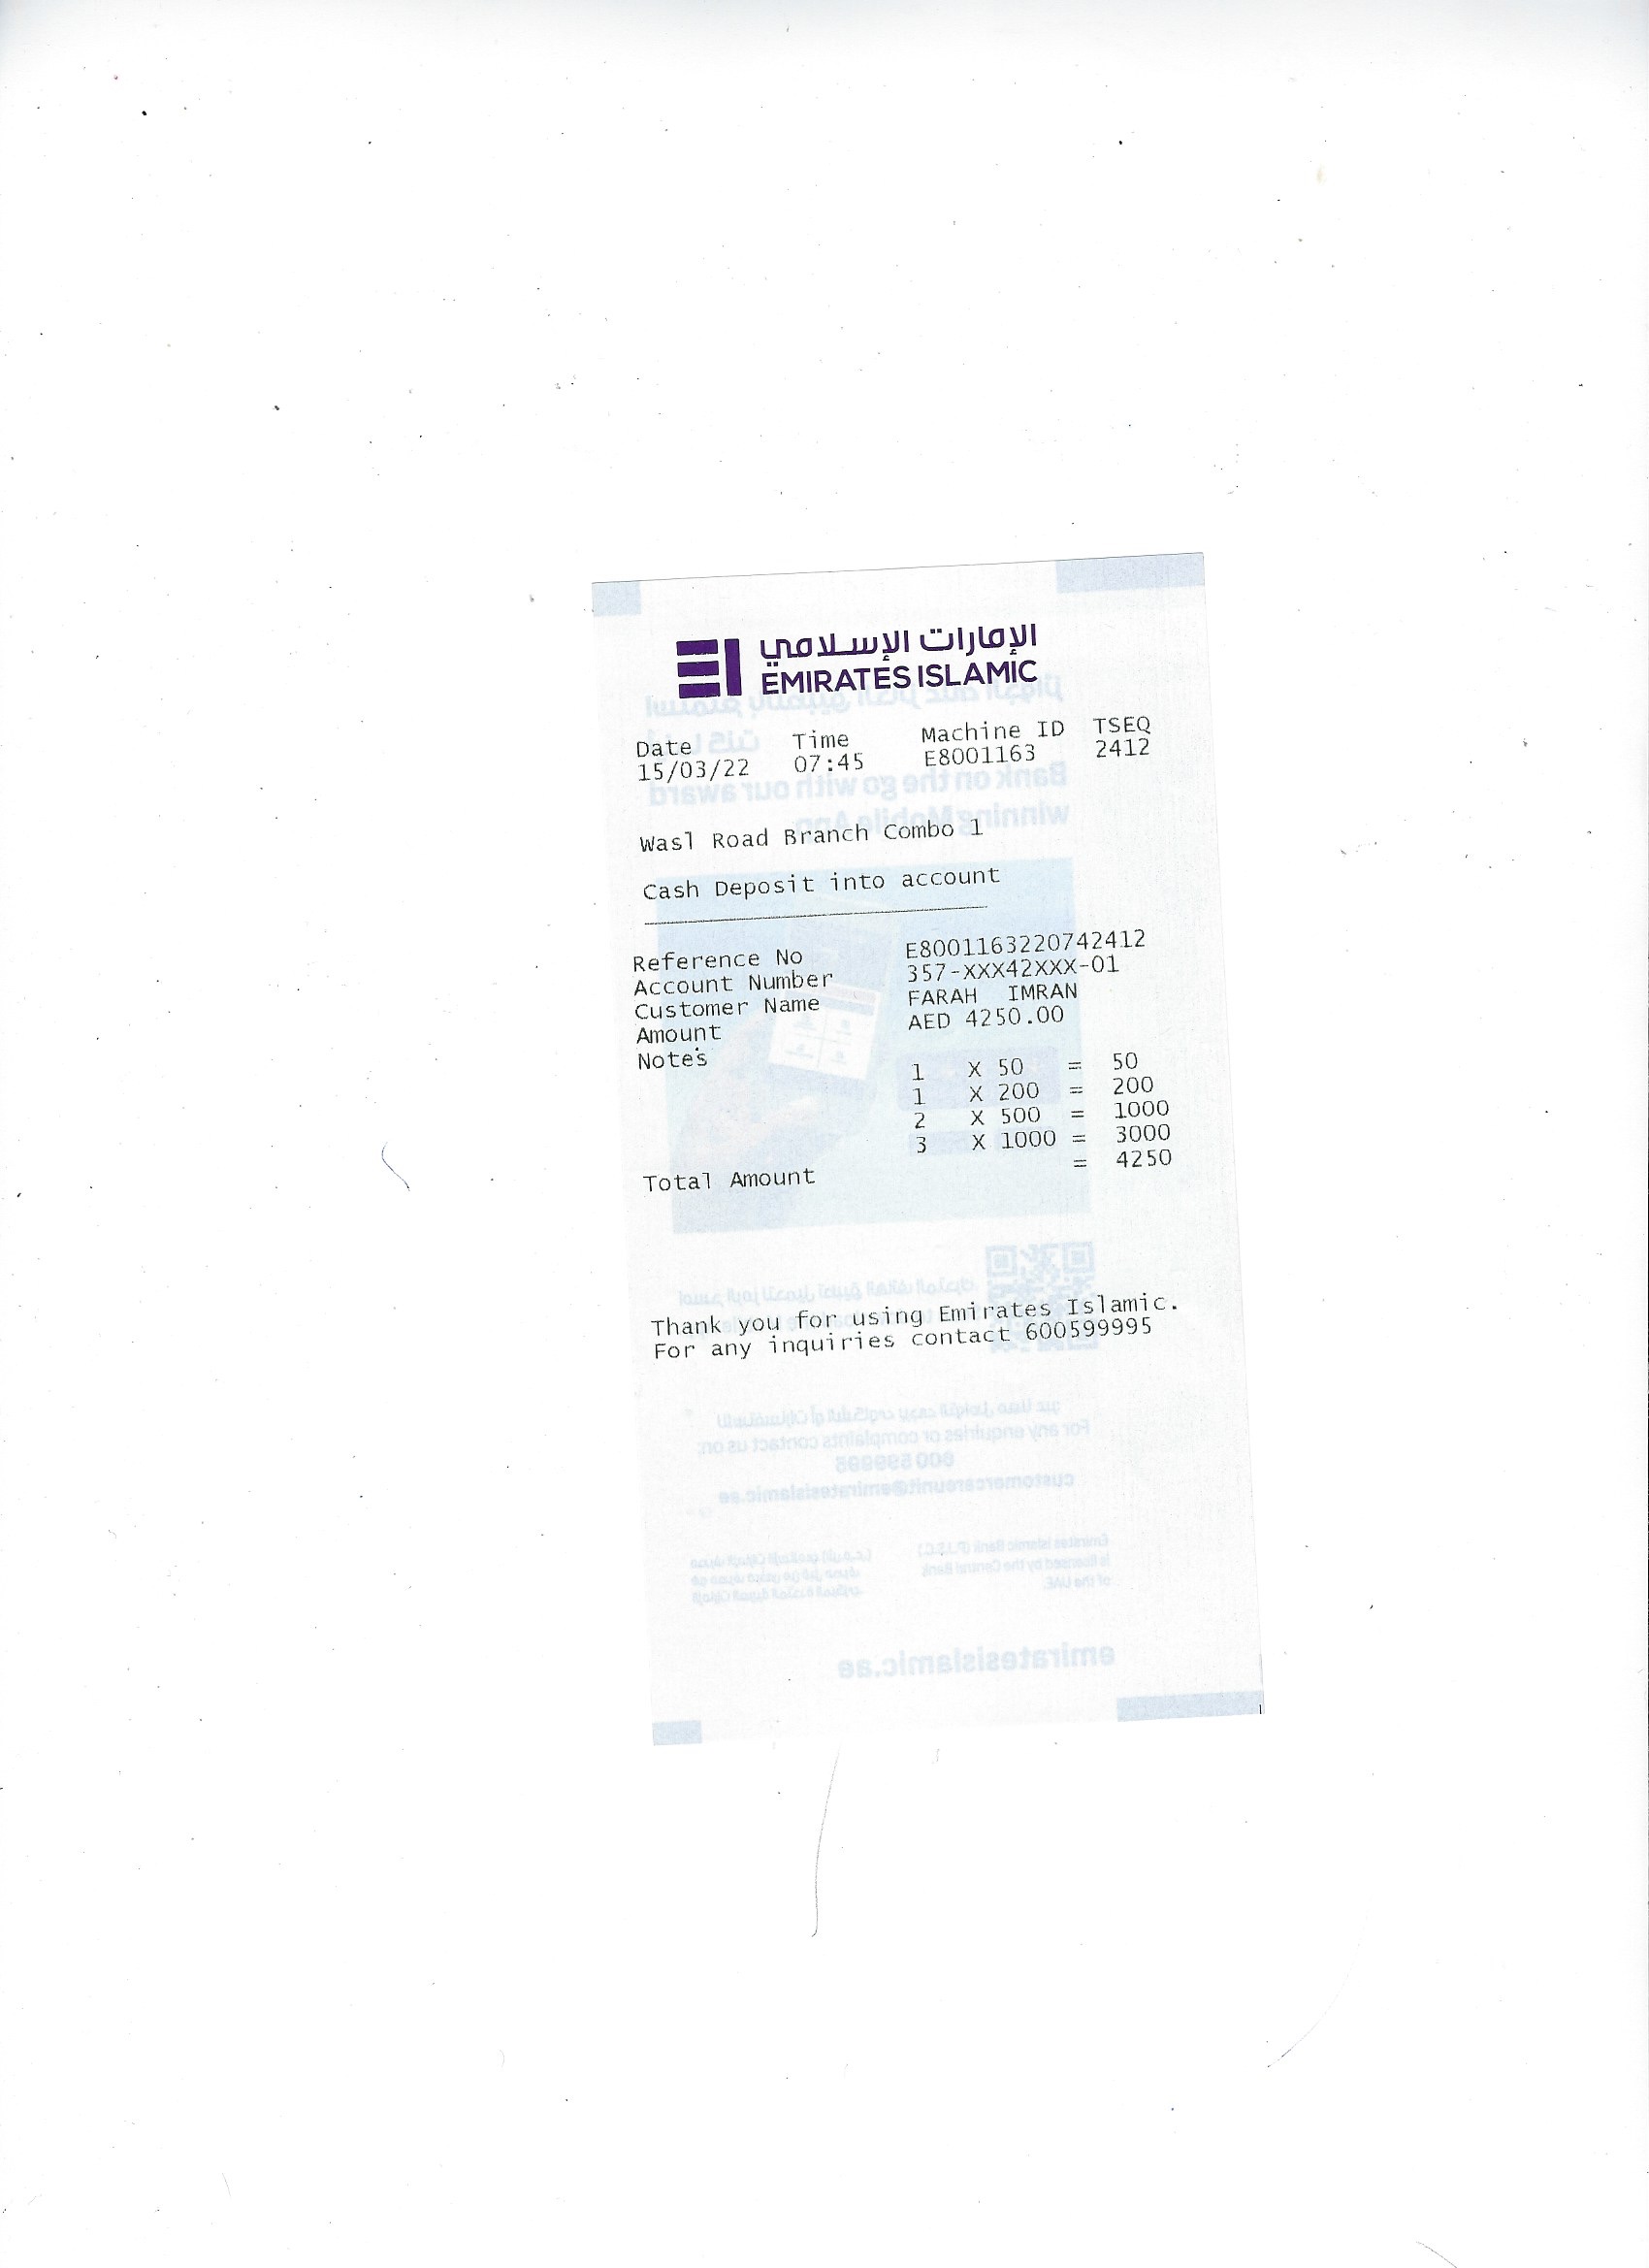 الإمارات الإسلامي
EMIRATES ISLAMIC
Date Time Machine ID TSEQ
15/03/22 07:45 E8001163 2412
Bank on the go with our award
winning Mobile App
Wasl Road Branch Combo 1
Cash Deposit into account
Reference No E8001163220742412
Account Number 357-XXX42XXX-01
Customer Name FARAH IMRAN
Amount AED 4250.00
Notes
1 X 50 = 50
1 X 200 = 200
2 X 500 = 1000
3 X 1000 = 3000
Total Amount = 4250
Thank you for using Emirates Islamic.
For any inquiries contact 600599995
For any enquiries or complaints contact us on:
600 599995
customercareunit@emiratesislamic.ae
Emirates Islamic Bank (P.J.S.C.)
is licensed by the Central Bank
of the UAE.
emiratesislamic.ae